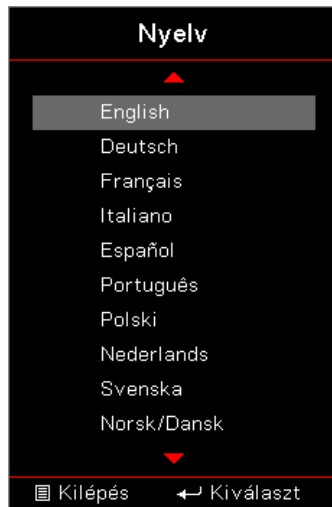 Nyelv
English
Deutsch
Français
Italiano
Español
Português
Polski
Nederlands
Svenska
Norsk/Dansk
Kilépés Kiválaszt